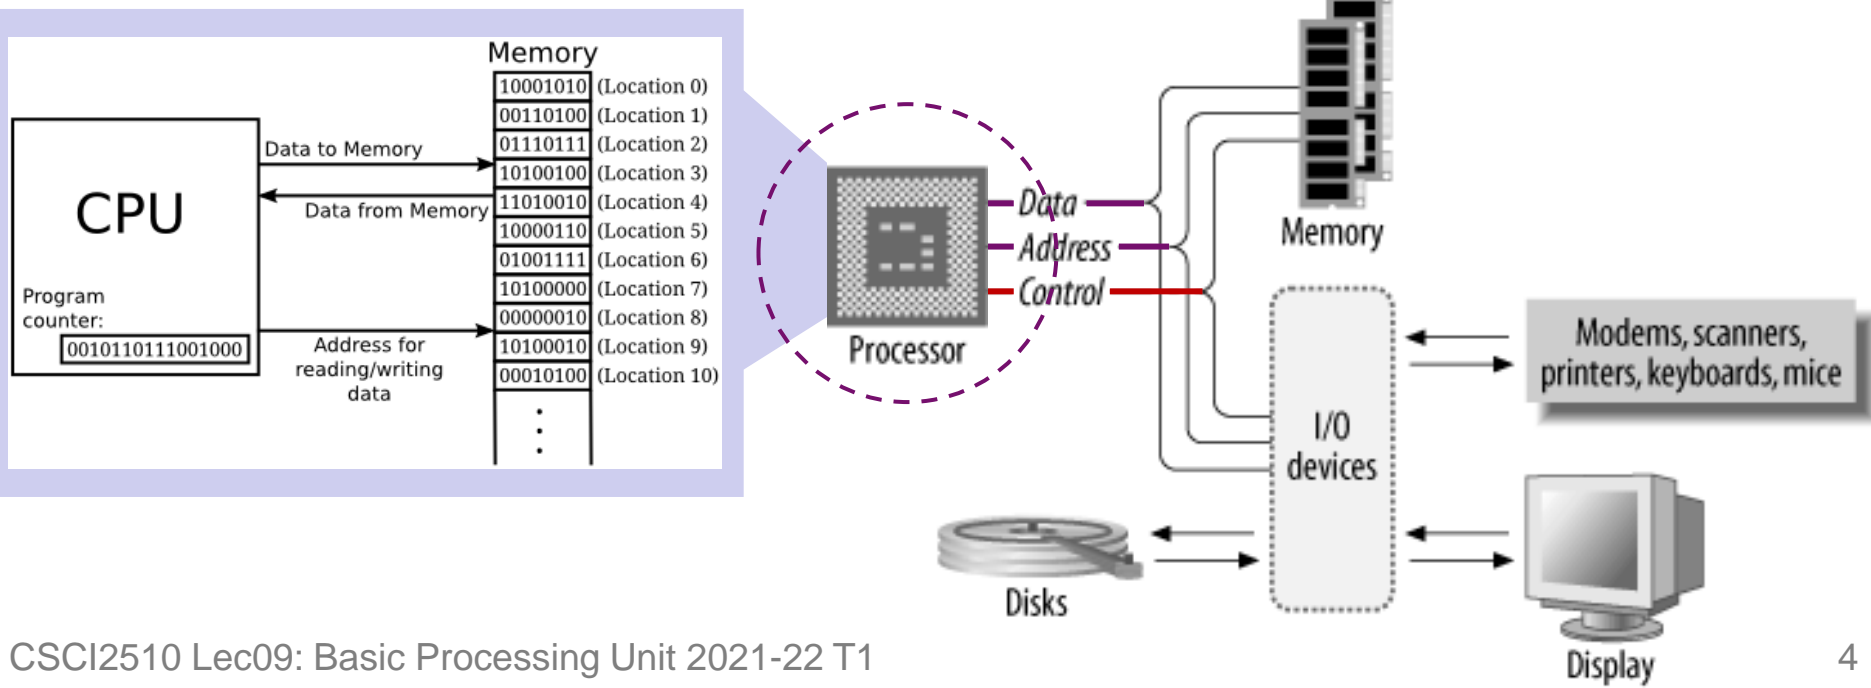 Memory
10001010 (Location 0)
00110100 (Location 1)
01110111 (Location 2)
10100100 (Location 3)
11010010 (Location 4)
10000110 (Location 5)
01001111 (Location 6)
10100000 (Location 7)
00000010 (Location 8)
10100010 (Location 9)
00010100 (Location 10)
CPU
Program
counter:
0010110111001000
Data to Memory
Data from Memory
Address for
reading/writing
data
Processor
Data
Address
Control
Memory
I/O
devices
Modems, scanners,
printers, keyboards, mice
Disks
Display
CSCI2510 Lec09: Basic Processing Unit 2021-22 T1
4